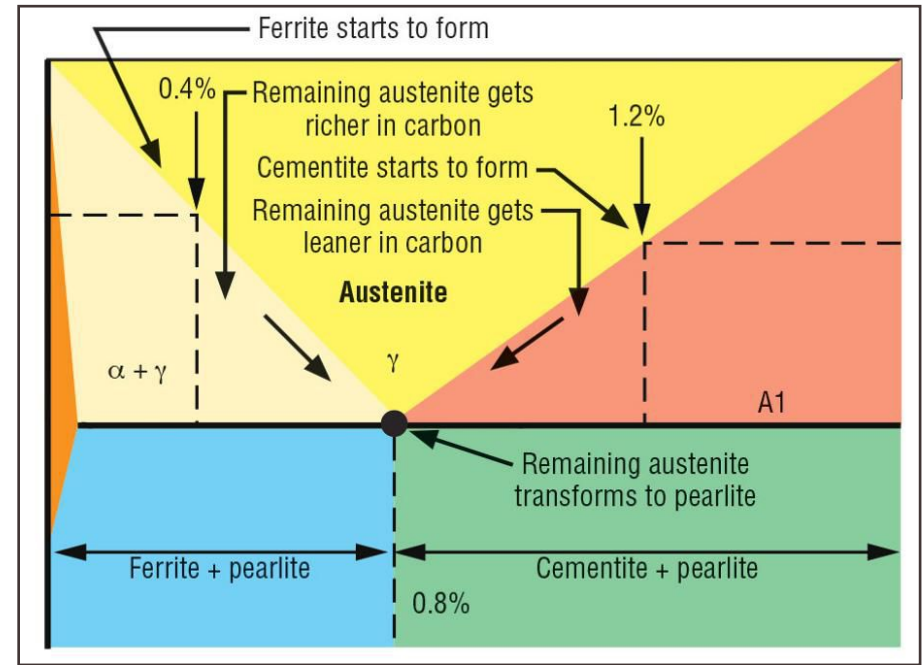 Ferrite starts to form
0.4%
Remaining austenite gets
richer in carbon
1.2%
Cementite starts to form
Remaining austenite gets
leaner in carbon
Austenite
γ
α + γ
A1
Remaining austenite
transforms to pearlite
Ferrite + pearlite
Cementite + pearlite
0.8%